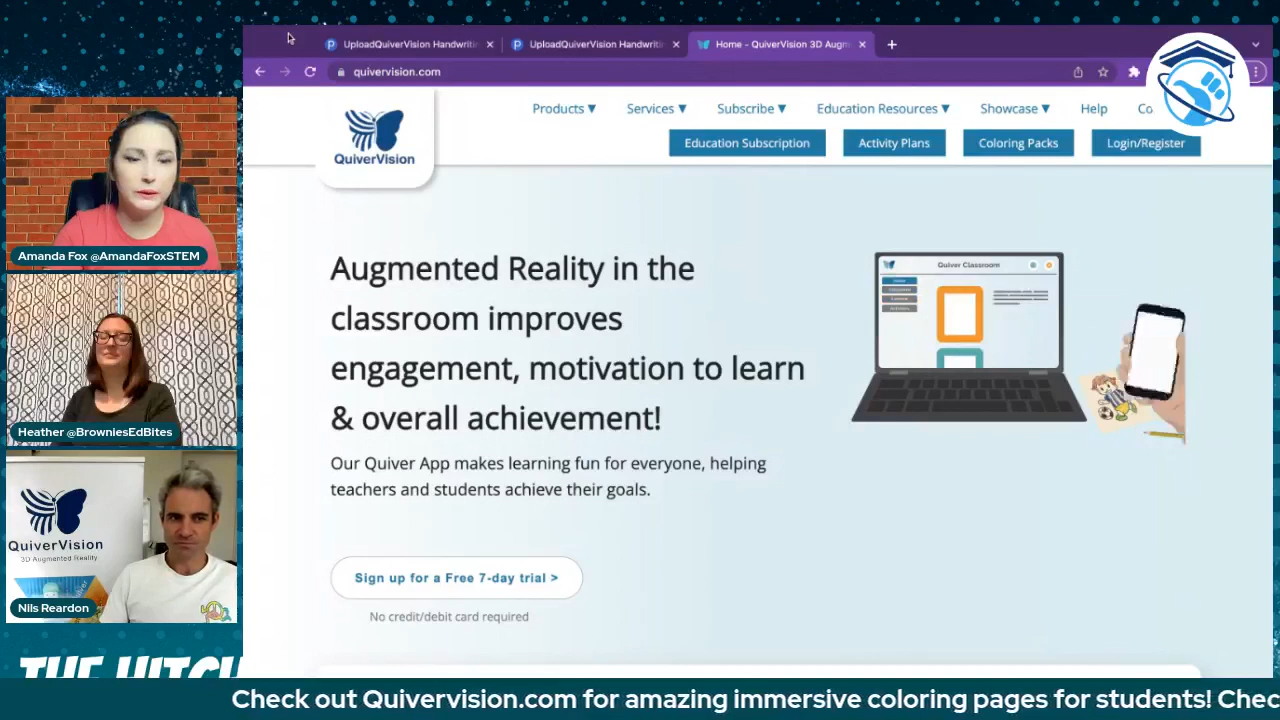 UploadQuiverVision Handwriti
UploadQuiverVision Handwriti
Home - QuiverVision 3D Augm
quivervision.com
QuiverVision
Products ▼
Services ▼
Subscribe ▼
Education Resources ▼
Showcase ▼
Help
Co
Education Subscription
Activity Plans
Coloring Packs
Login/Register
Augmented Reality in the
classroom improves
engagement, motivation to learn
& overall achievement!
Our Quiver App makes learning fun for everyone, helping
teachers and students achieve their goals.
Sign up for a Free 7-day trial >
No credit/debit card required
Quiver Classroom
Amanda Fox @AmandaFoxSTEM
Heather @BrowniesEdBites
QuiverVision
3D Augmented Reality
Nils Reardon
THE HITCH
Check out Quivervision.com for amazing immersive coloring pages for students! Chec